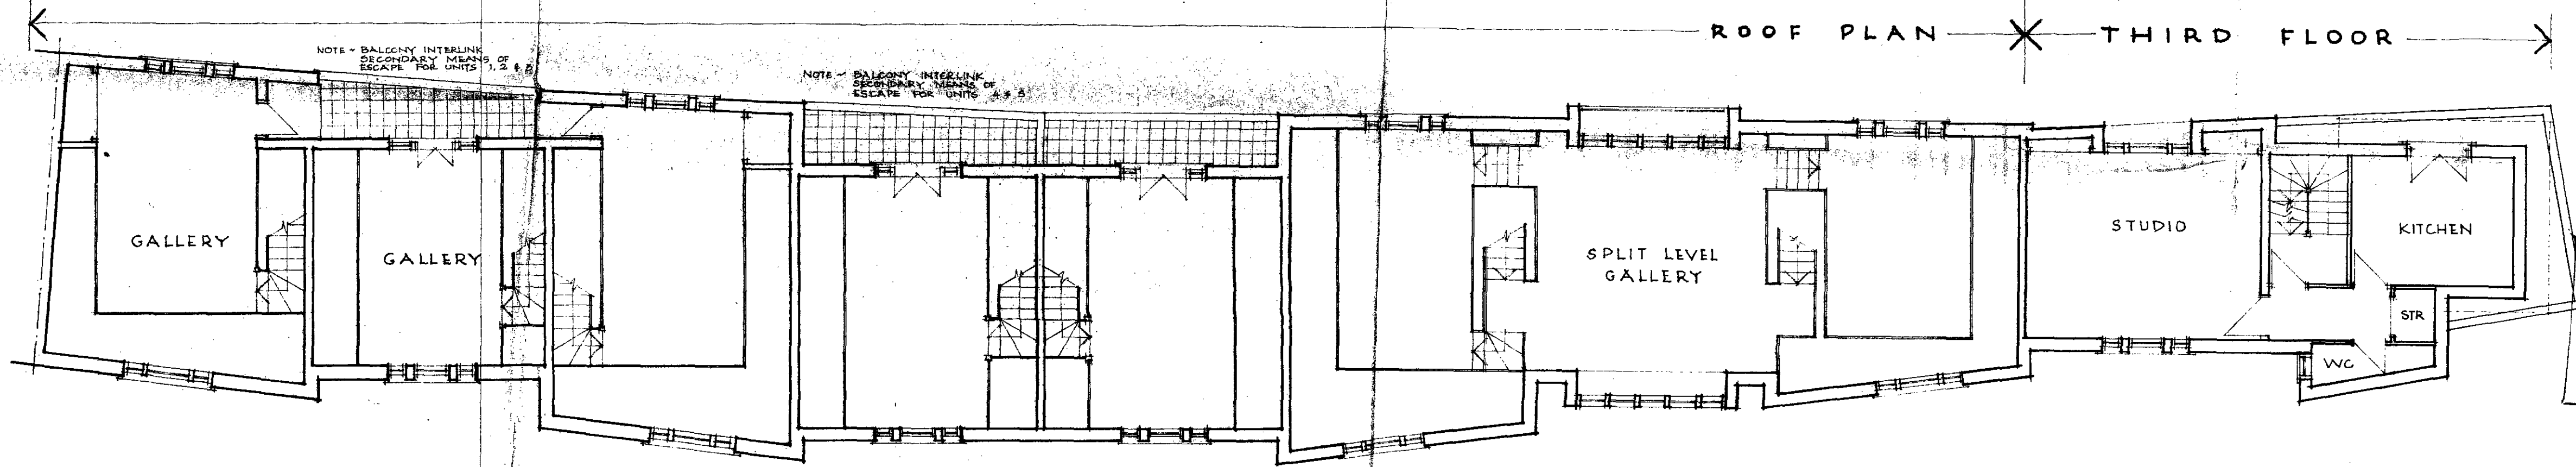 ROOF PLAN
THIRD FLOOR
NOTE ~ BALCONY INTERLINK
SECONDARY MEANS OF
ESCAPE FOR UNITS 1, 2 & 3
NOTE ~ BALCONY INTERLINK
SECONDARY MEANS OF
ESCAPE FOR UNITS 4 & 5
GALLERY
GALLERY
SPLIT LEVEL
GALLERY
STUDIO
KITCHEN
STR
WC